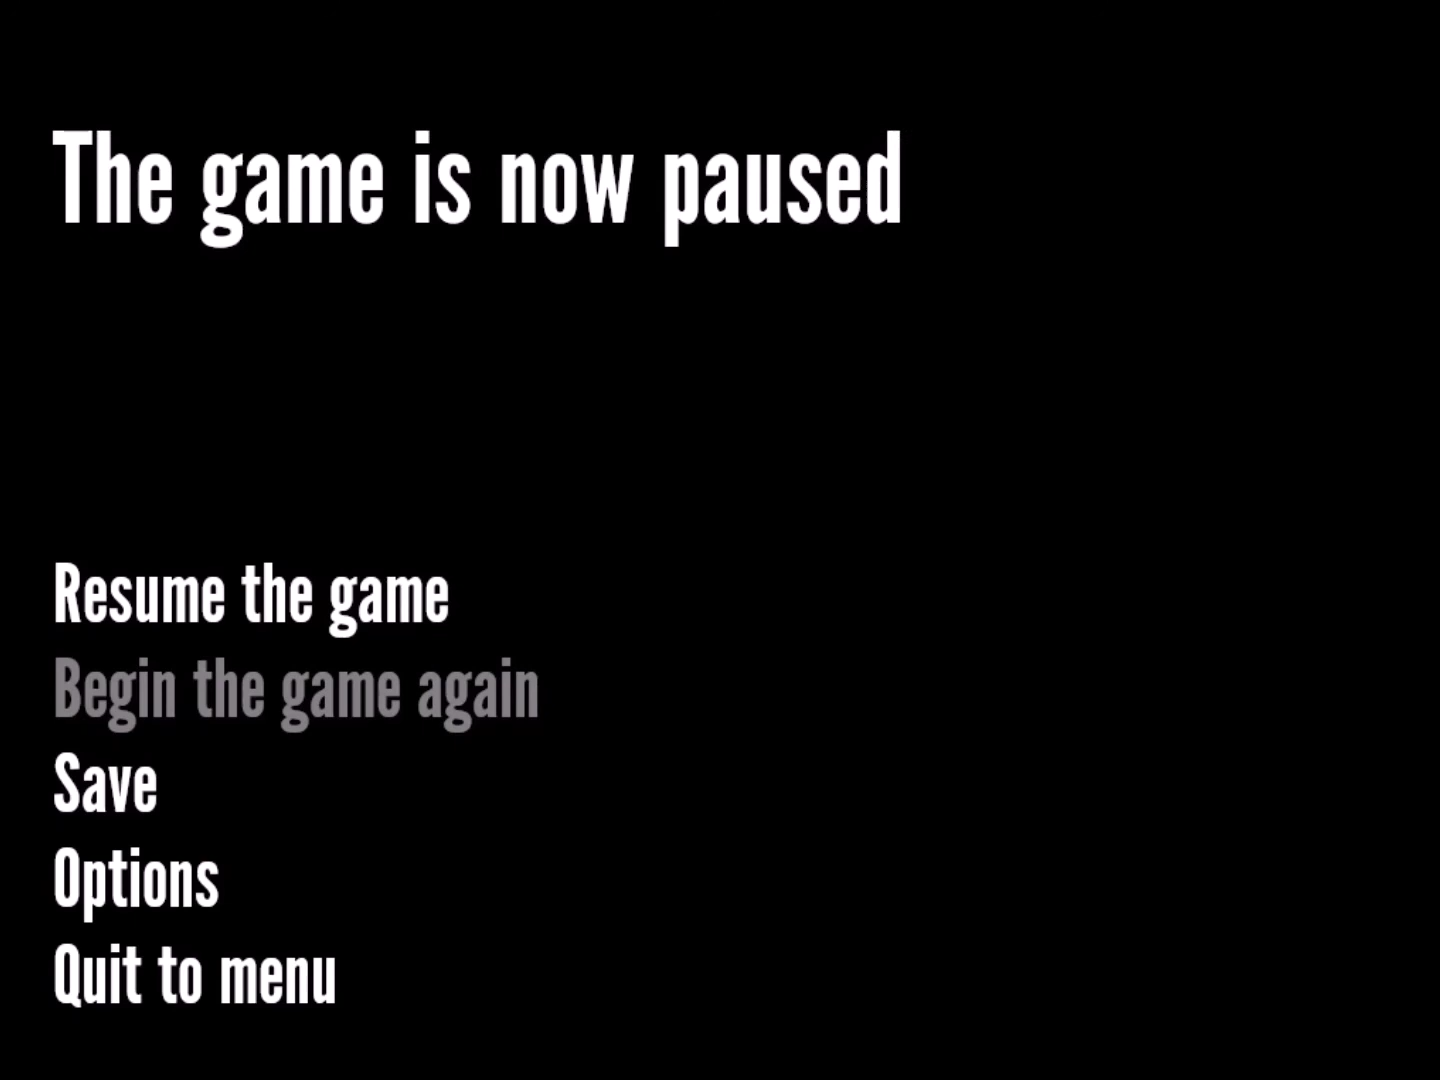 The game is now paused
Resume the game
Begin the game again
Save
Options
Quit to menu